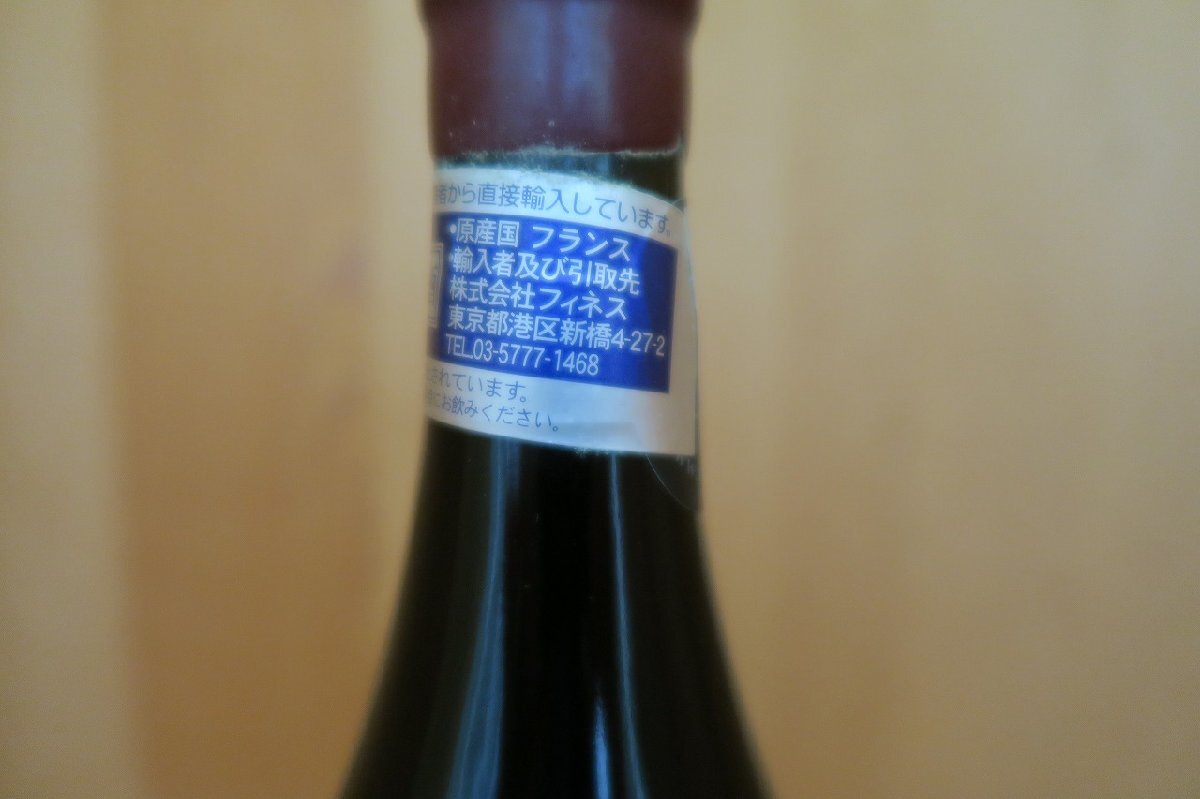 者から直接輸入しています。
•原産国 フランス
•輸入者及び引取先
株式会社フィネス
東京都港区新橋4-27-2
TEL.03-5777-1468
されています。
にお飲みください。